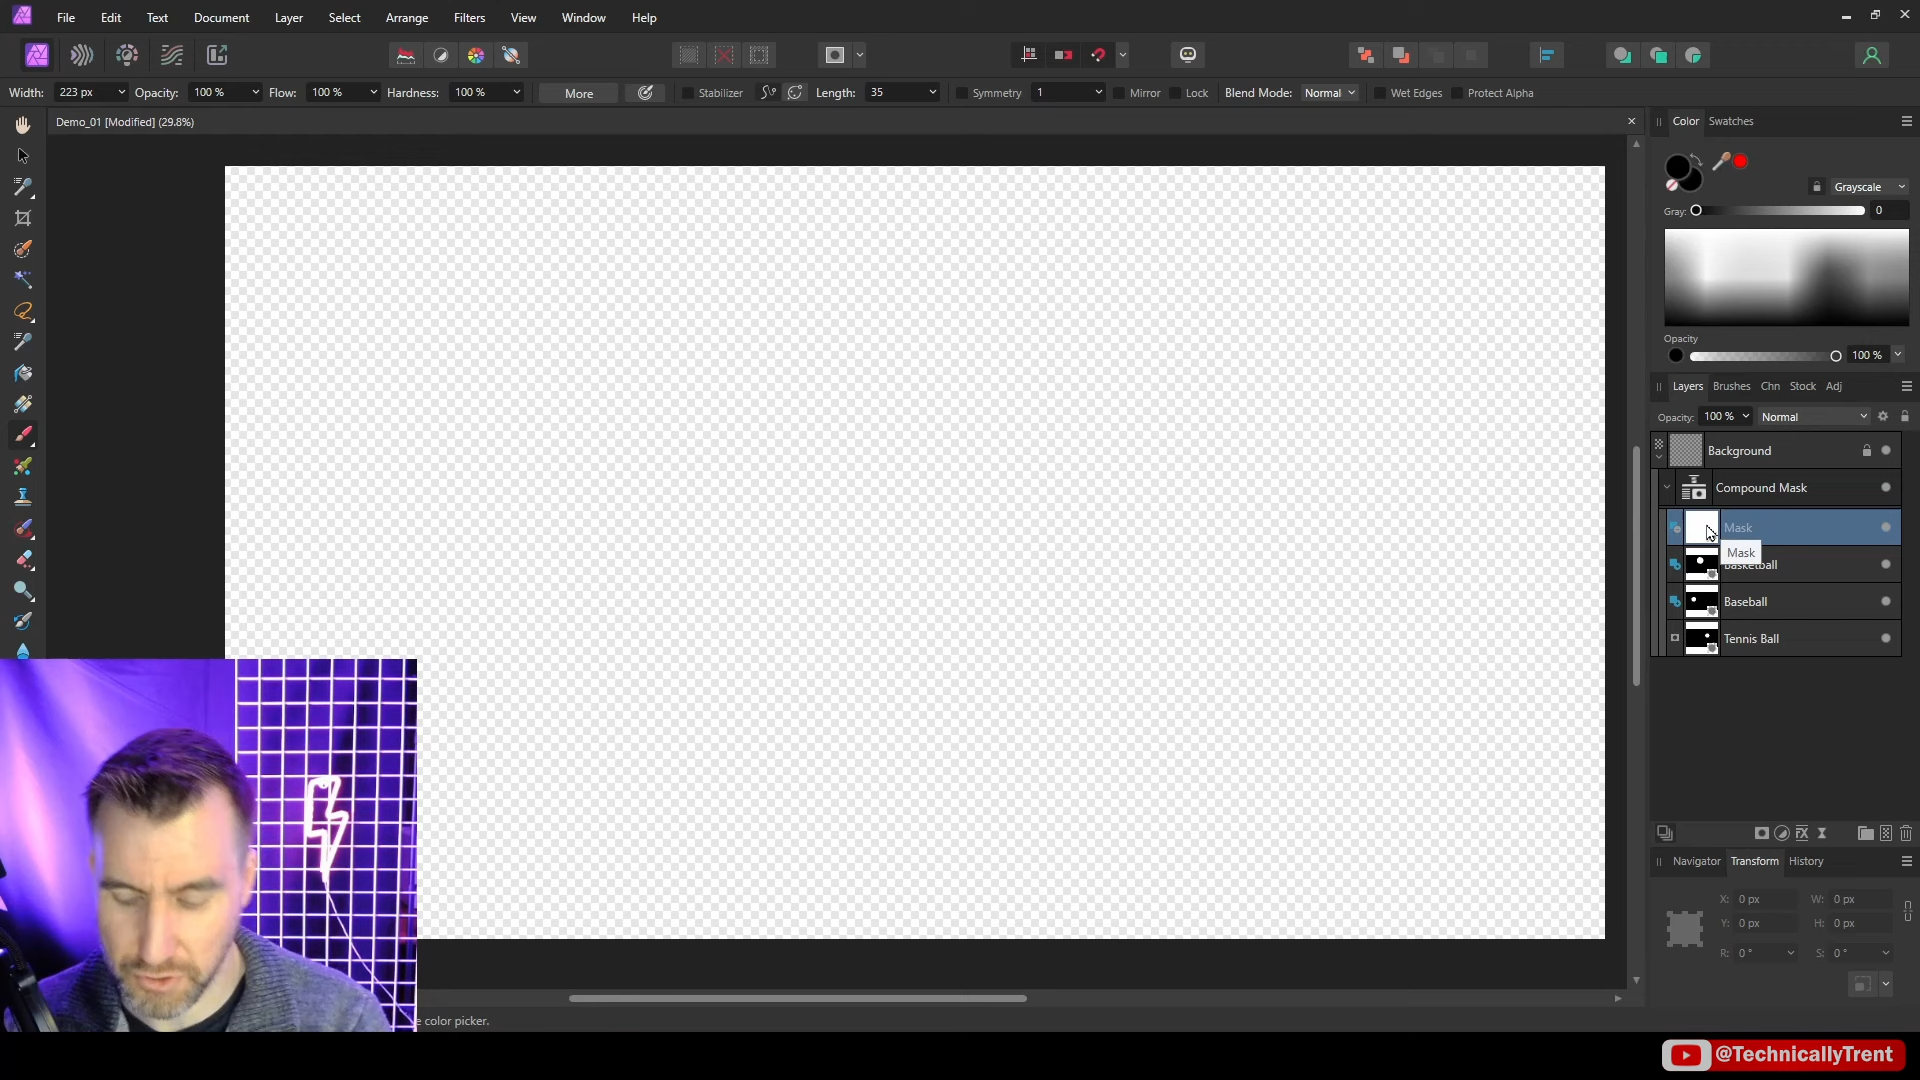 File Edit Text Document Layer Select Arrange Filters View Window Help
Width: 223 px Opacity: 100 % Flow: 100 % Hardness: 100 % More Stabilizer Length: 35 Symmetry 1 Mirror Lock Blend Mode: Normal Wet Edges Protect Alpha
Demo_01 [Modified] (29.8%)
Color Swatches
Grayscale
Gray: 0
Opacity
100 %
Layers Brushes Chn Stock Adj
Opacity: 100 % Normal
Background
Compound Mask
Mask
Mask
Basketball
Baseball
Tennis Ball
Navigator Transform History
X: 0 px W: 0 px
Y: 0 px H: 0 px
R: 0 ° S: 0 °
e color picker.
@TechnicallyTrent